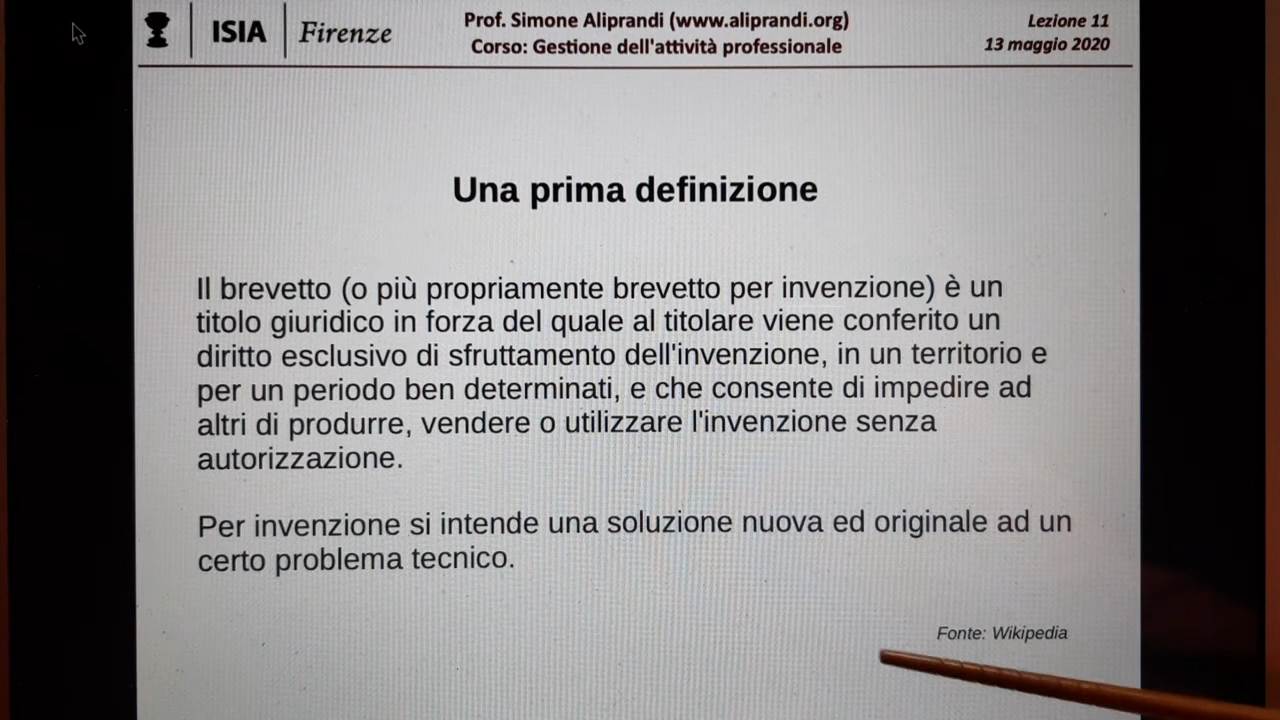 ISIA Firenze
Prof. Simone Aliprandi (www.aliprandi.org)
Corso: Gestione dell'attività professionale
Lezione 11
13 maggio 2020
Una prima definizione
Il brevetto (o più propriamente brevetto per invenzione) è un
titolo giuridico in forza del quale al titolare viene conferito un
diritto esclusivo di sfruttamento dell'invenzione, in un territorio e
per un periodo ben determinati, e che consente di impedire ad
altri di produrre, vendere o utilizzare l'invenzione senza
autorizzazione.
Per invenzione si intende una soluzione nuova ed originale ad un
certo problema tecnico.
Fonte: Wikipedia